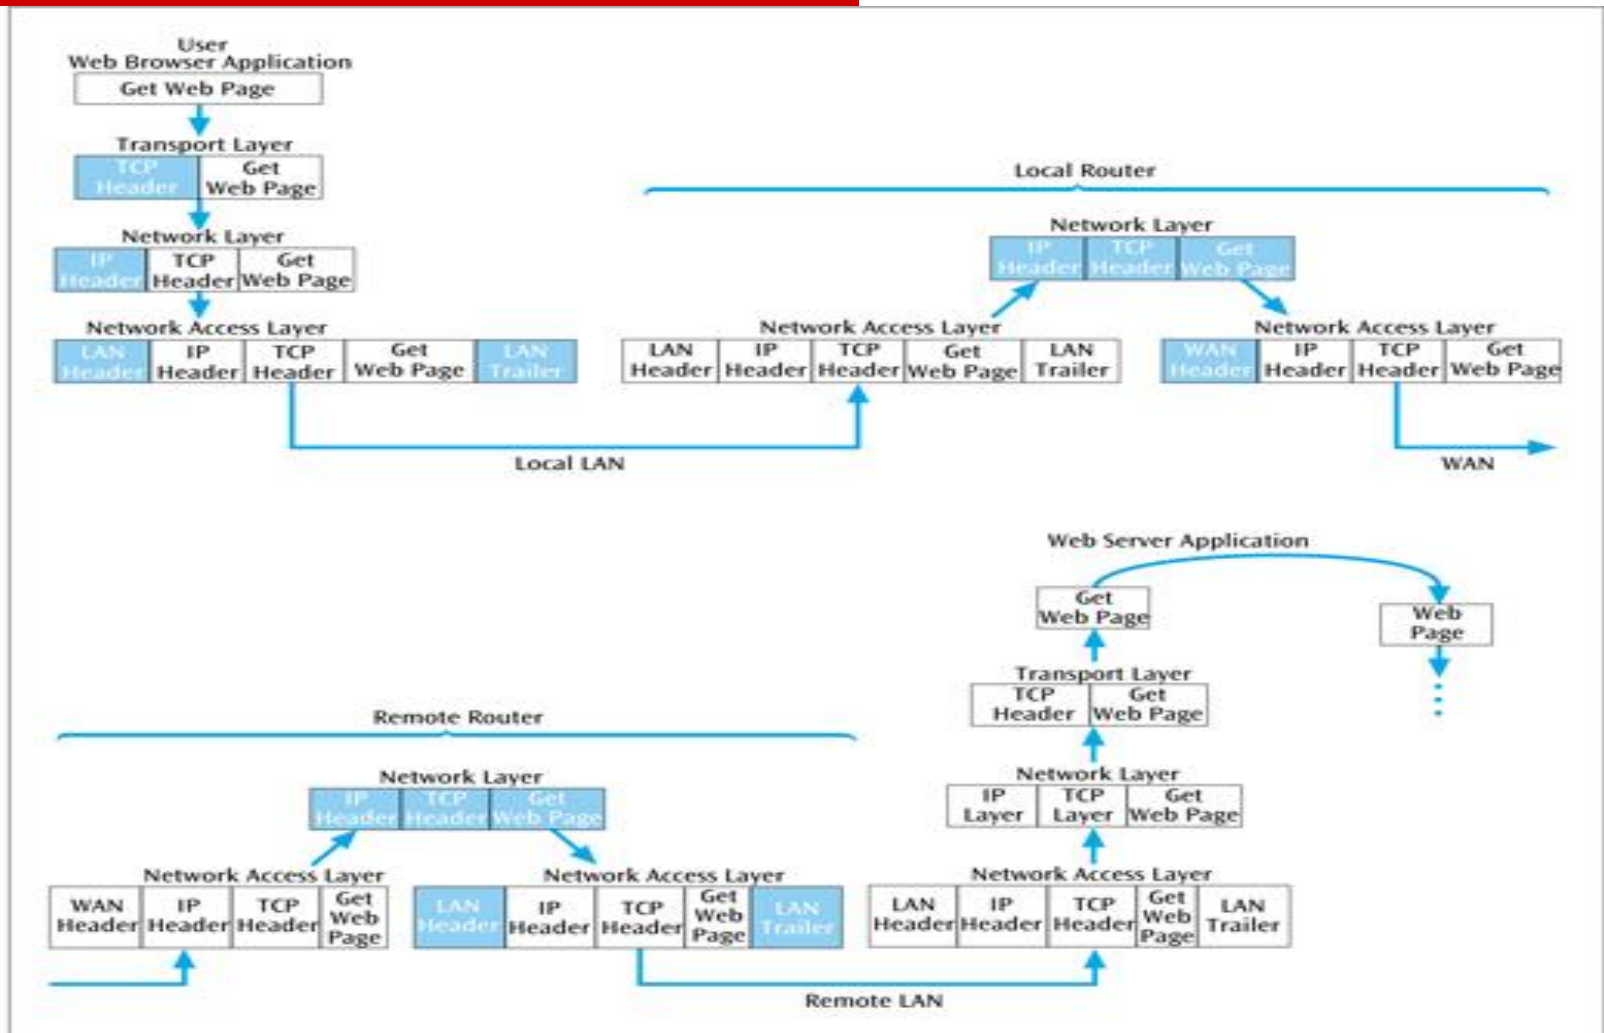 User
Web Browser Application
Get Web Page
Transport Layer
TCP Header
Get Web Page
Network Layer
IP Header
TCP Header
Get Web Page
Network Access Layer
LAN Header
IP Header
TCP Header
Get Web Page
LAN Trailer
Local LAN
Local Router
Network Layer
IP Header
TCP Header
Get Web Page
Network Access Layer
LAN Header
IP Header
TCP Header
Get Web Page
LAN Trailer
Network Access Layer
WAN Header
IP Header
TCP Header
Get Web Page
WAN
Remote Router
Network Layer
IP Header
TCP Header
Get Web Page
Network Access Layer
WAN Header
IP Header
TCP Header
Get Web Page
Network Access Layer
LAN Header
IP Header
TCP Header
Get Web Page
LAN Trailer
Remote LAN
Web Server Application
Get Web Page
Web Page
Transport Layer
TCP Header
Get Web Page
Network Layer
IP Layer
TCP Layer
Get Web Page
Network Access Layer
LAN Header
IP Header
TCP Header
Get Web Page
LAN Trailer